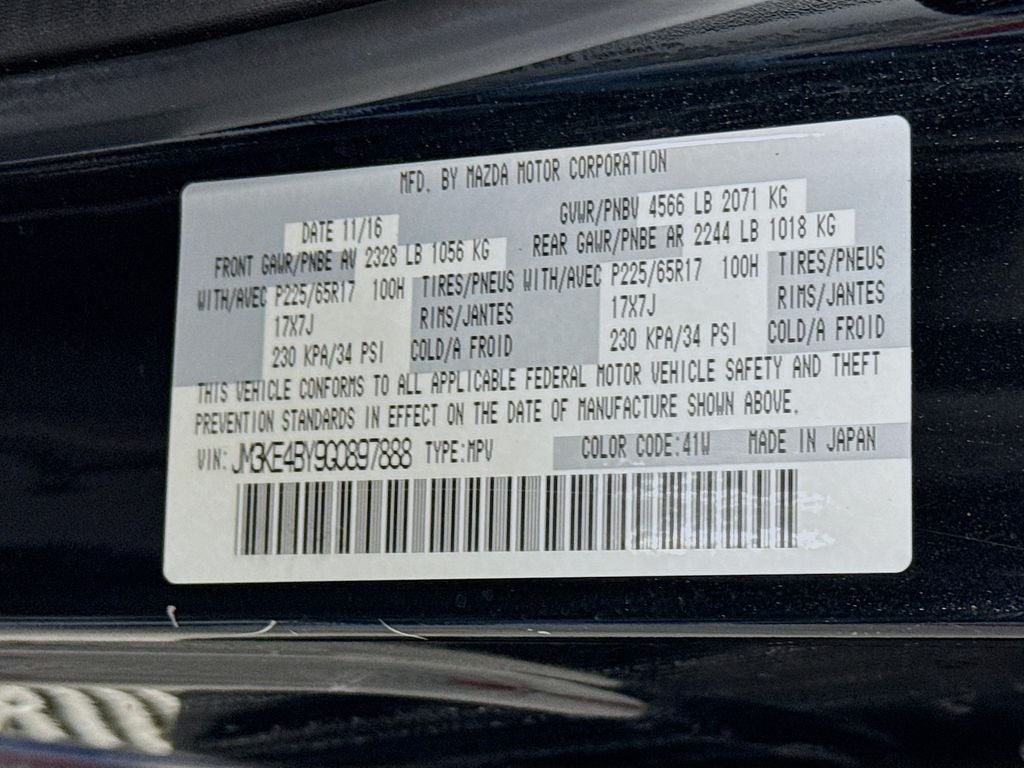 MFD. BY MAZDA MOTOR CORPORATION
DATE 11/16 GVWR/PNBV 4566 LB 2071 KG
FRONT GAWR/PNBE AV 2328 LB 1056 KG REAR GAWR/PNBE AR 2244 LB 1018 KG
WITH/AVEC P225/65R17 100H TIRES/PNEUS WITH/AVEC P225/65R17 100H TIRES/PNEUS
17X7J RIMS/JANTES 17X7J RIMS/JANTES
230 KPA/34 PSI COLD/A FROID 230 KPA/34 PSI COLD/A FROID
THIS VEHICLE CONFORMS TO ALL APPLICABLE FEDERAL MOTOR VEHICLE SAFETY AND THEFT
PREVENTION STANDARDS IN EFFECT ON THE DATE OF MANUFACTURE SHOWN ABOVE.
VIN: JM3KE4BY9G0897888 TYPE:MPV COLOR CODE:41W MADE IN JAPAN